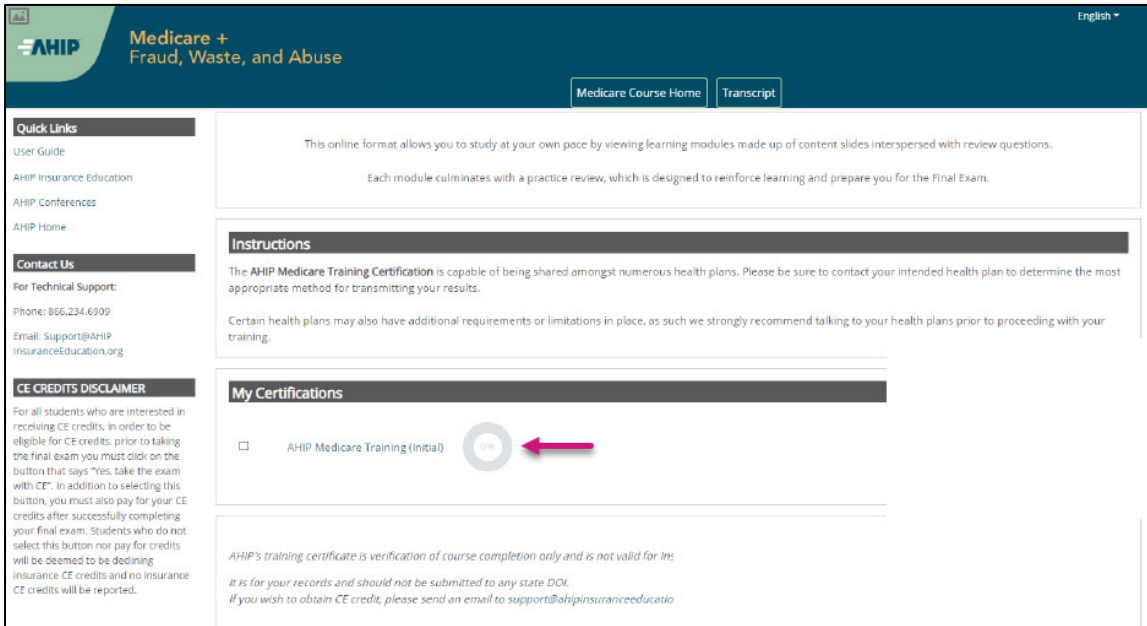 English
AHIP
Medicare +
Fraud, Waste, and Abuse
Medicare Course Home
Transcript
Quick Links
User Guide
AHIP Insurance Education
AHIP Conferences
AHIP Home
Contact Us
For Technical Support:
Phone: 866.234.6909
Email: Support@AHIP
InsuranceEducation.org
CE CREDITS DISCLAIMER
For all students who are interested in
receiving CE credits, in order to be
eligible for CE credits, prior to taking
the final exam you must click on the
button that says "Yes, take the exam
with CE". In addition to selecting this
button, you must also pay for your CE
credits after successfully completing
your final exam. Students who do not
select this button nor pay for credits
will be deemed to be declining
insurance CE credits and no insurance
CE credits will be reported.
This online format allows you to study at your own pace by viewing learning modules made up of content slides interspersed with review questions.
Each module culminates with a practice review, which is designed to reinforce learning and prepare you for the Final Exam.
Instructions
The AHIP Medicare Training Certification is capable of being shared amongst numerous health plans. Please be sure to contact your intended health plan to determine the most
appropriate method for transmitting your results.
Certain health plans may also have additional requirements or limitations in place, as such we strongly recommend talking to your health plans prior to proceeding with your
training.
My Certifications
AHIP Medicare Training (Initial)
0%
AHIP's training certificate is verification of course completion only and is not valid for Ins
It is for your records and should not be submitted to any state DOI.
If you wish to obtain CE credit, please send an email to support@ahipinsuranceeducatio